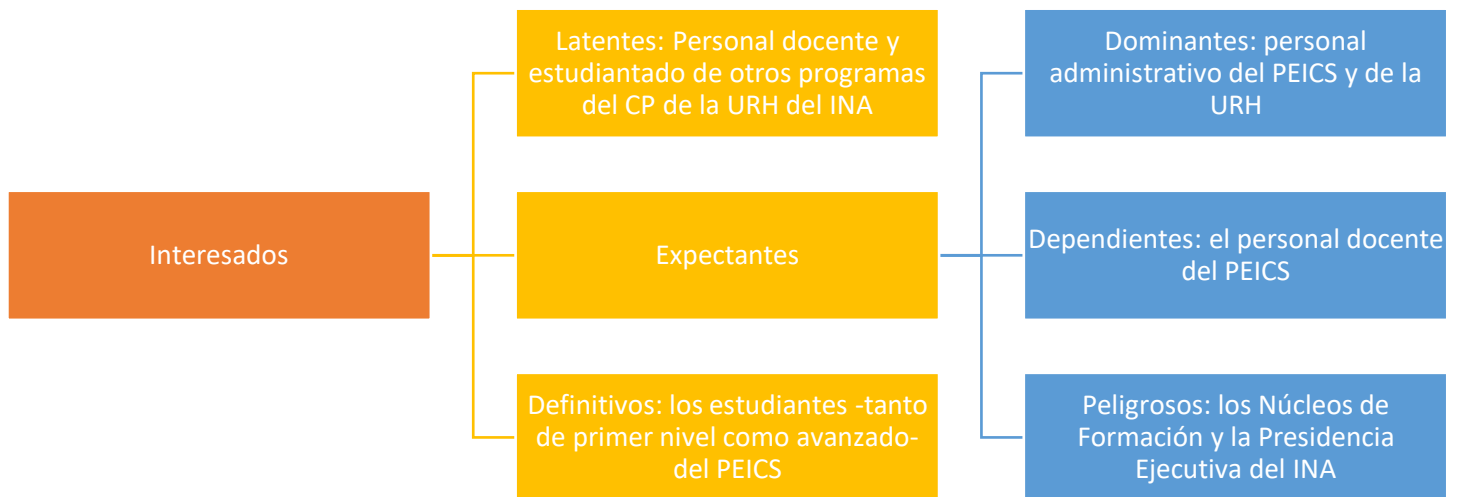 Interesados
Latentes: Personal docente y
estudiantado de otros programas
del CP de la URH del INA
Expectantes
Definitivos: los estudiantes -tanto
de primer nivel como avanzado-
del PEICS
Dominantes: personal
administrativo del PEICS y de la
URH
Dependientes: el personal docente
del PEICS
Peligrosos: los Núcleos de
Formación y la Presidencia
Ejecutiva del INA